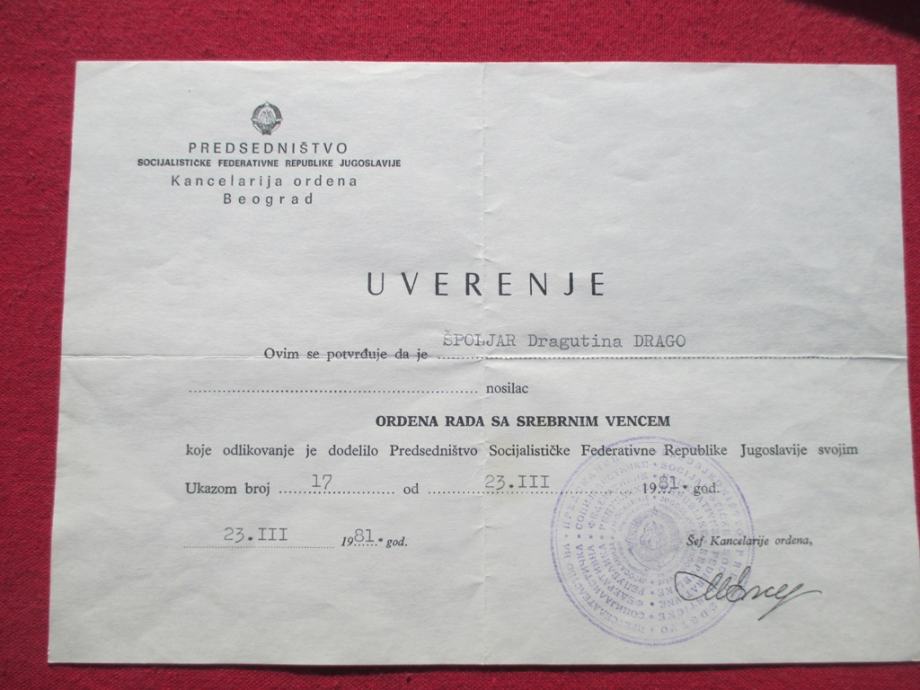 PREDSEDNIŠTVO
SOCIJALISTIČKE FEDERATIVNE REPUBLIKE JUGOSLAVIJE
Kancelarija ordena
Beograd
UVERENJE
Ovim se potvrđuje da je ŠPOLJAR Dragutina DRAGO
nosilac
ORDENA RADA SA SREBRNIM VENCEM
koje odlikovanje je dodelilo Predsedništvo Socijalističke Federativne Republike Jugoslavije svojim
Ukazom broj 17 od 23.III 1981. god.
23.III 1981. god.
Šef Kancelarije ordena,